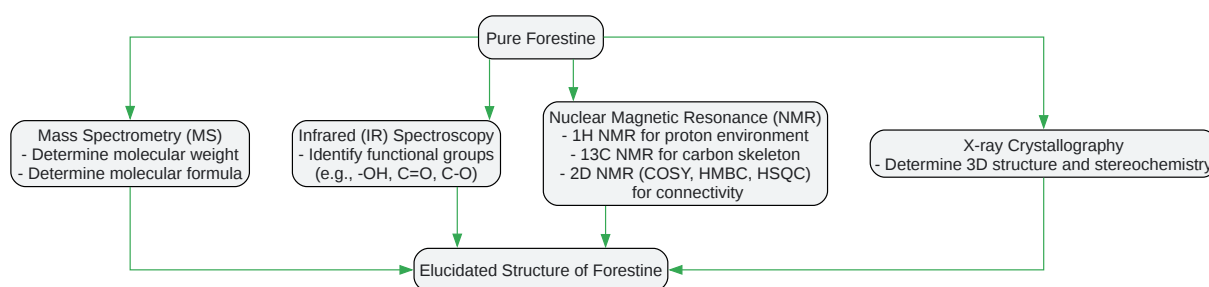 Pure Forestine
Mass Spectrometry (MS)
- Determine molecular weight
- Determine molecular formula
Infrared (IR) Spectroscopy
- Identify functional groups
(e.g., -OH, C=O, C-O)
Nuclear Magnetic Resonance (NMR)
- 1H NMR for proton environment
- 13C NMR for carbon skeleton
- 2D NMR (COSY, HMBC, HSQC)
for connectivity
X-ray Crystallography
- Determine 3D structure and stereochemistry
Elucidated Structure of Forestine